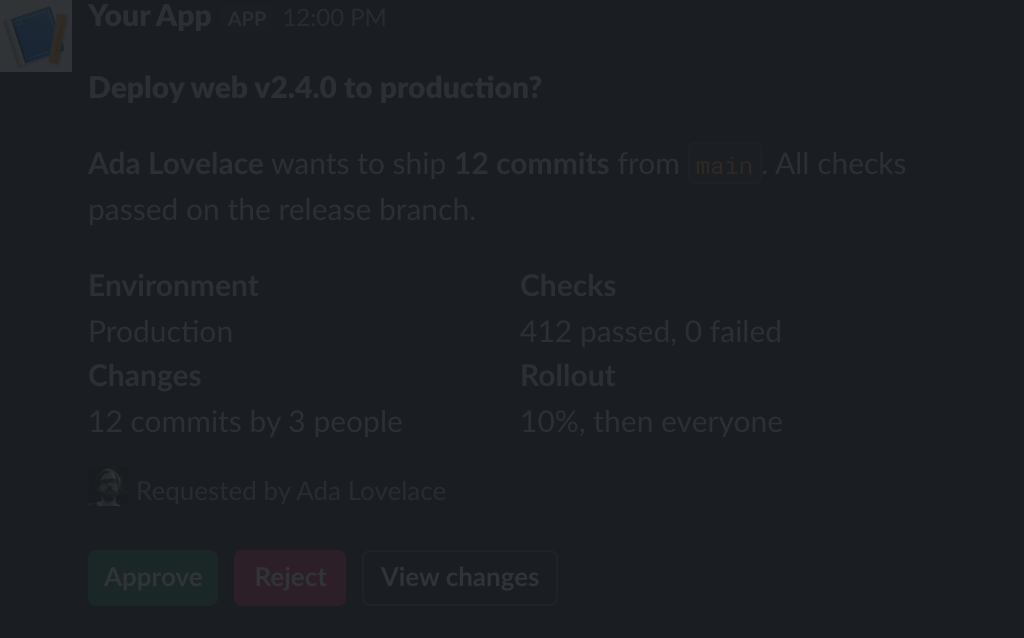 Your App APP 12:00 PM
Deploy web v2.4.0 to production?
Ada Lovelace wants to ship 12 commits from main. All checks
passed on the release branch.
Environment
Production
Checks
412 passed, 0 failed
Changes
12 commits by 3 people
Rollout
10%, then everyone
Requested by Ada Lovelace
Approve Reject View changes